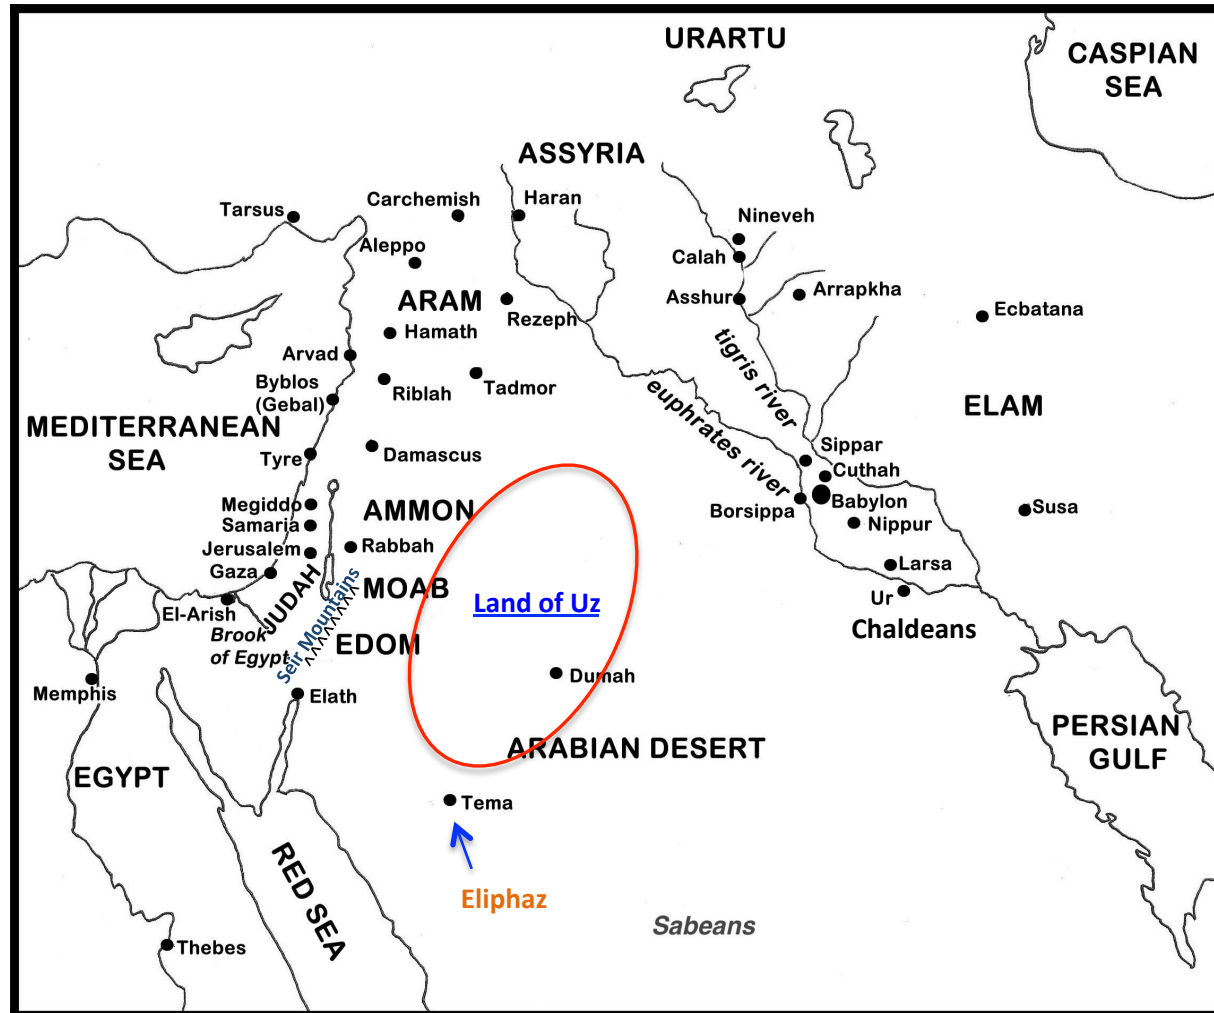 URARTU
CASPIAN
SEA
ASSYRIA
Carchemish
Haran
Tarsus
Nineveh
Aleppo
Calah
ARAM
Asshur
Arrapkha
Rezeph
Ecbatana
Hamath
Arvad
tigris river
Byblos
(Gebal)
Riblah
Tadmor
euphrates river
ELAM
MEDITERRANEAN
SEA
Tyre
Damascus
Sippar
Cuthah
Megiddo
AMMON
Babylon
Borsippa
Samaria
Nippur
Susa
Jerusalem
Rabbah
Gaza
JUDAH
Larsa
MOAB
Land of Uz
Ur
El-Arish
Chaldeans
Brook
of Egypt
Seir Mountains
EDOM
Memphis
Elath
Dumah
ARABIAN DESERT
PERSIAN
GULF
EGYPT
Tema
RED SEA
Eliphaz
Sabeans
Thebes